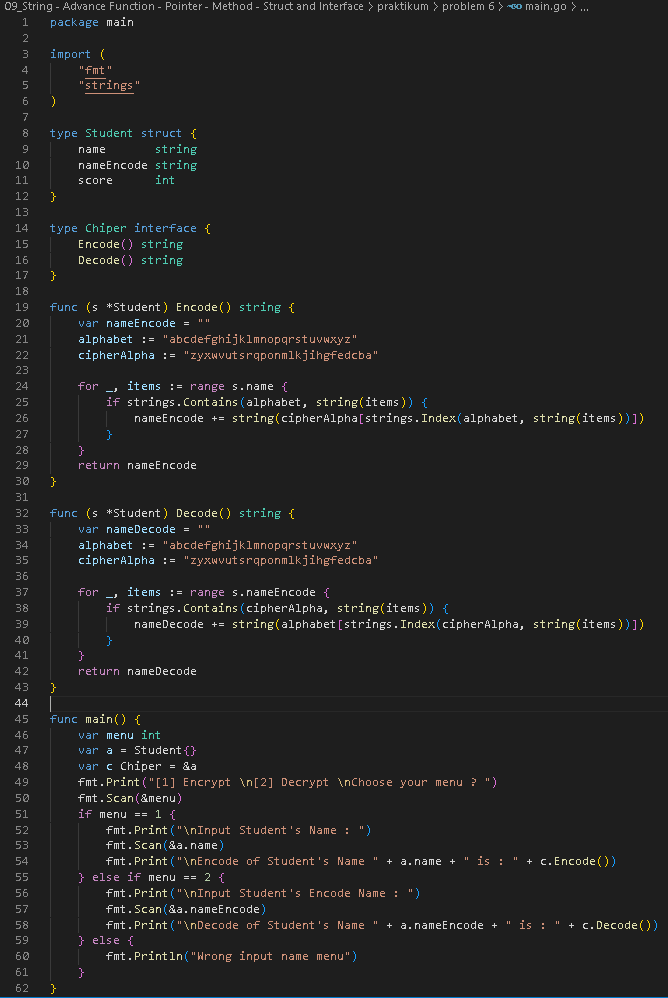 09_String - Advance Function - Pointer - Method - Struct and Interface > praktikum > problem 6 > main.go > ...
1 package main
2
3 import (
4     "fmt"
5     "strings"
6 )
7
8 type Student struct {
9     name       string
10     nameEncode string
11     score      int
12 }
13
14 type Chiper interface {
15     Encode() string
16     Decode() string
17 }
18
19 func (s *Student) Encode() string {
20     var nameEncode = ""
21     alphabet := "abcdefghijklmnopqrstuvwxyz"
22     cipherAlpha := "zyxwvutsrqponmlkjihgfedcba"
23
24     for _, items := range s.name {
25         if strings.Contains(alphabet, string(items)) {
26             nameEncode += string(cipherAlpha[strings.Index(alphabet, string(items))])
27         }
28     }
29     return nameEncode
30 }
31
32 func (s *Student) Decode() string {
33     var nameDecode = ""
34     alphabet := "abcdefghijklmnopqrstuvwxyz"
35     cipherAlpha := "zyxwvutsrqponmlkjihgfedcba"
36
37     for _, items := range s.nameEncode {
38         if strings.Contains(cipherAlpha, string(items)) {
39             nameDecode += string(alphabet[strings.Index(cipherAlpha, string(items))])
40         }
41     }
42     return nameDecode
43 }
44
45 func main() {
46     var menu int
47     var a = Student{}
48     var c Chiper = &a
49     fmt.Print("[1] Encrypt \n[2] Decrypt \nChoose your menu ? ")
50     fmt.Scan(&menu)
51     if menu == 1 {
52         fmt.Print("\nInput Student's Name : ")
53         fmt.Scan(&a.name)
54         fmt.Print("\nEncode of Student's Name " + a.name + " is : " + c.Encode())
55     } else if menu == 2 {
56         fmt.Print("\nInput Student's Encode Name : ")
57         fmt.Scan(&a.nameEncode)
58         fmt.Print("\nDecode of Student's Name " + a.nameEncode + " is : " + c.Decode())
59     } else {
60         fmt.Println("Wrong input name menu")
61     }
62 }